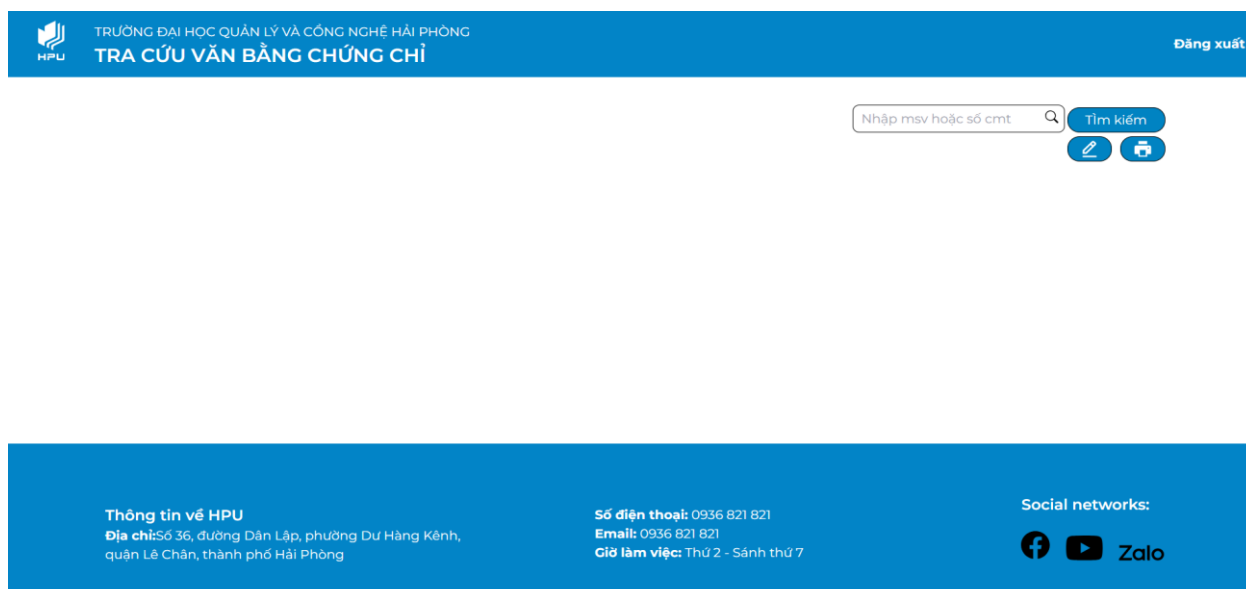 TRƯỜNG ĐẠI HỌC QUẢN LÝ VÀ CÔNG NGHỆ HẢI PHÒNG
HPU
TRA CỨU VĂN BẰNG CHỨNG CHỈ
Đăng xuất
Nhập msv hoặc số cmt
Tìm kiếm
Thông tin về HPU
Địa chỉ:Số 36, đường Dân Lập, phường Dư Hàng Kênh,
quận Lê Chân, thành phố Hải Phòng
Số điện thoại: 0936 821 821
Email: 0936 821 821
Giờ làm việc: Thứ 2 - Sánh thứ 7
Social networks:
Zalo